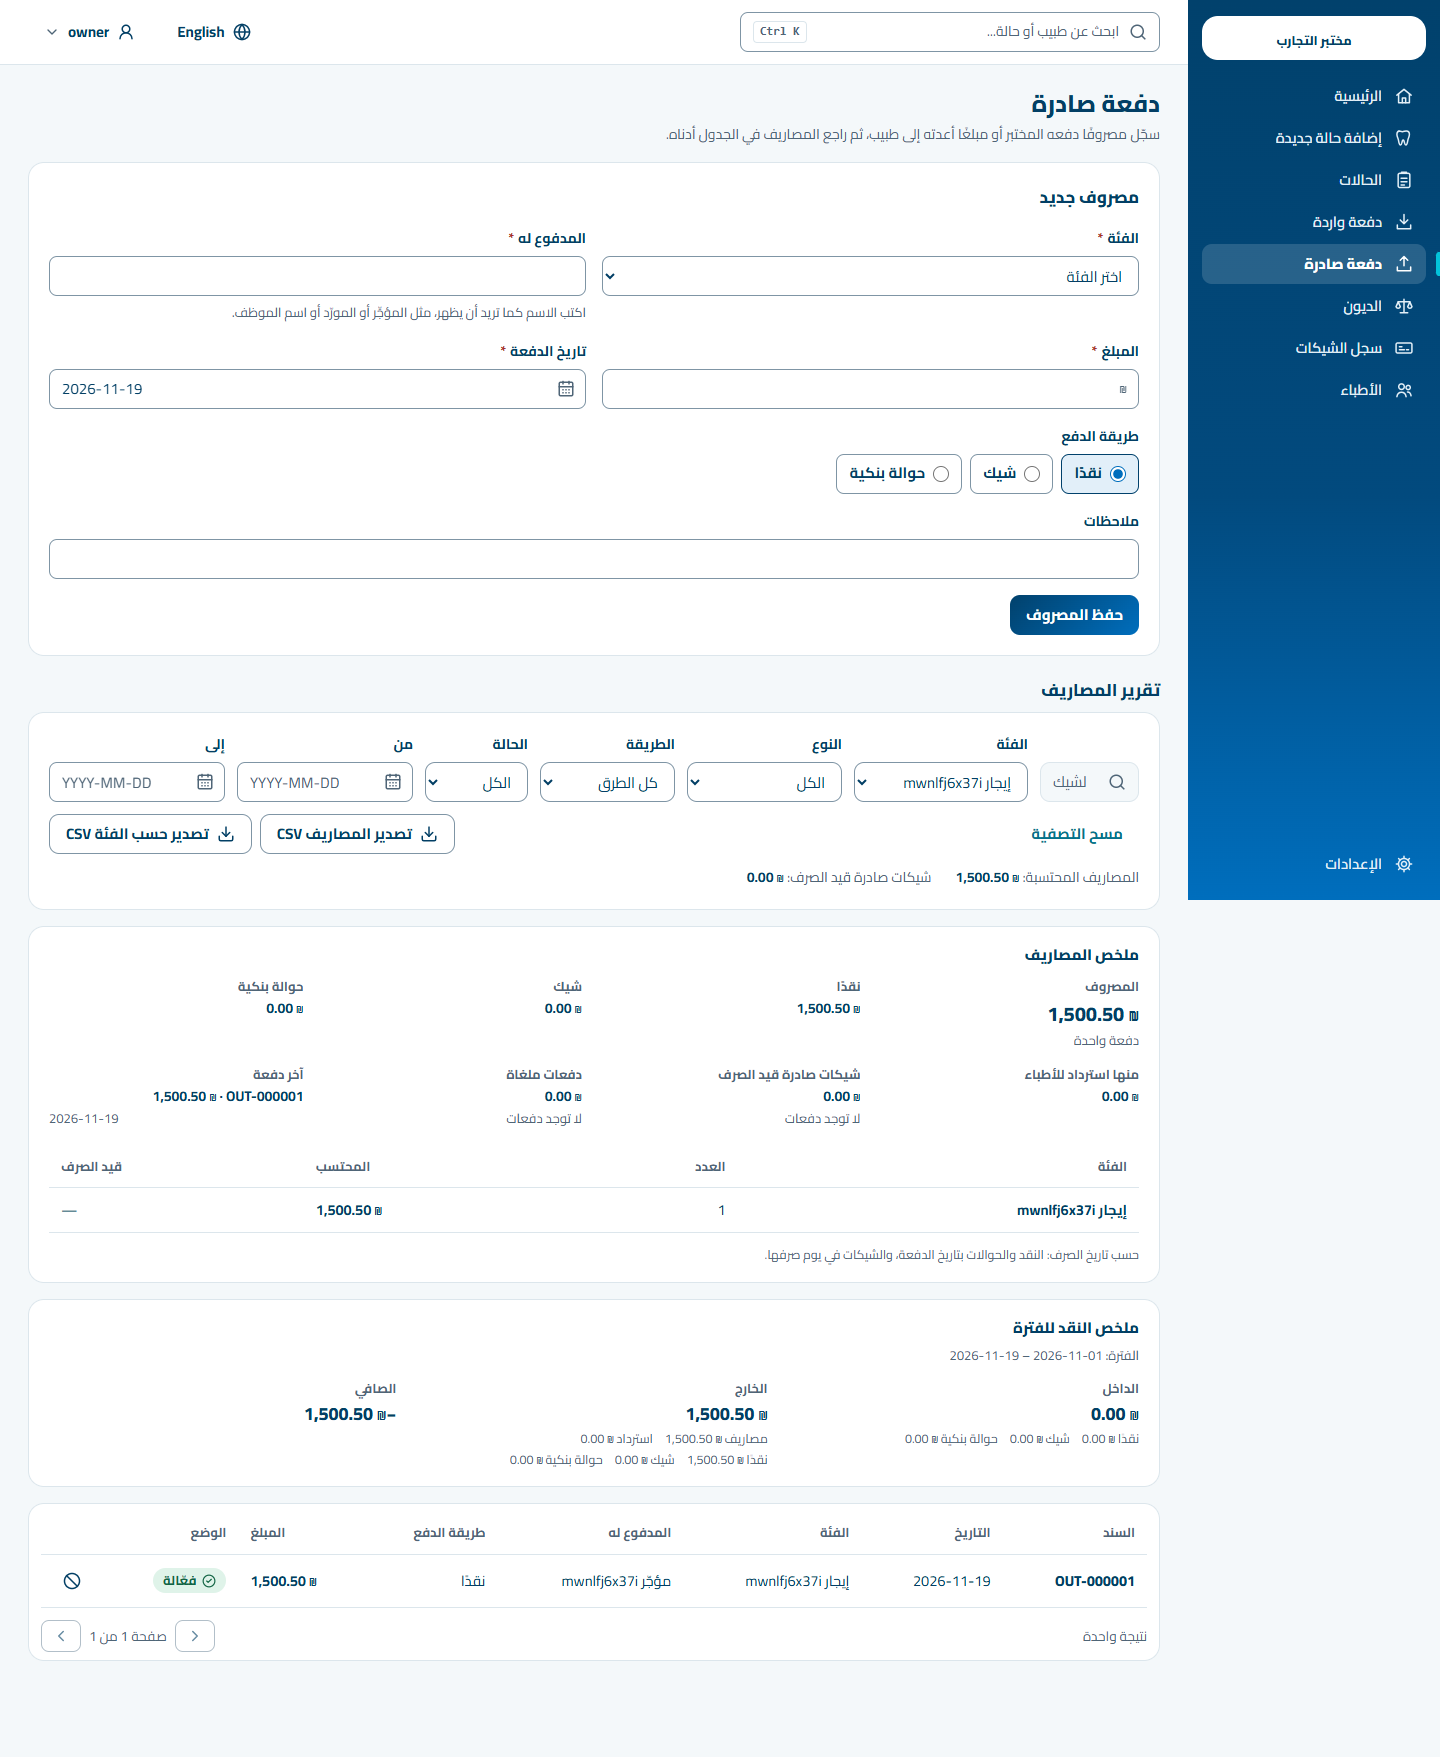 مختبر التجارب
الرئيسية
إضافة حالة جديدة
الحالات
دفعة واردة
دفعة صادرة
الديون
سجل الشيكات
الأطباء
الإعدادات
ابحث عن طبيب أو حالة...
Ctrl K
English
owner
دفعة صادرة
سجّل مصروفًا دفعه المختبر أو مبلغًا أعدته إلى طبيب، ثم راجع المصاريف في الجدول أدناه.
مصروف جديد
الفئة *
المدفوع له *
اختر الفئة
اكتب الاسم كما تريد أن يظهر، مثل المؤجّر أو المورّد أو اسم الموظف.
المبلغ *
تاريخ الدفعة *
₪
2026-11-19
طريقة الدفع
نقدًا
شيك
حوالة بنكية
ملاحظات
حفظ المصروف
تقرير المصاريف
الفئة
النوع
الطريقة
الحالة
من
إلى
لشيك
إيجار mwnlfj6x37i
الكل
كل الطرق
الكل
YYYY-MM-DD
YYYY-MM-DD
مسح التصفية
تصدير المصاريف CSV
تصدير حسب الفئة CSV
المصاريف المحتسبة: ₪ 1,500.50
شيكات صادرة قيد الصرف: ₪ 0.00
ملخص المصاريف
المصروف
نقدًا
شيك
حوالة بنكية
₪ 1,500.50
₪ 1,500.50
₪ 0.00
₪ 0.00
دفعة واحدة
منها استرداد للأطباء
شيكات صادرة قيد الصرف
دفعات ملغاة
آخر دفعة
₪ 0.00
₪ 0.00
₪ 0.00
OUT-000001 · ₪ 1,500.50
لا توجد دفعات
لا توجد دفعات
2026-11-19
الفئة
العدد
المحتسب
قيد الصرف
إيجار mwnlfj6x37i
1
₪ 1,500.50
—
حسب تاريخ الصرف: النقد والحوالات بتاريخ الدفعة، والشيكات في يوم صرفها.
ملخص النقد للفترة
الفترة: 2026-11-01 – 2026-11-19
الداخل
الخارج
الصافي
₪ 0.00
₪ 1,500.50
−₪ 1,500.50
نقدًا ₪ 0.00 شيك ₪ 0.00 حوالة بنكية ₪ 0.00
مصاريف ₪ 1,500.50 استرداد ₪ 0.00
نقدًا ₪ 1,500.50 شيك ₪ 0.00 حوالة بنكية ₪ 0.00
السند
التاريخ
الفئة
المدفوع له
طريقة الدفع
المبلغ
الوضع
OUT-000001
2026-11-19
إيجار mwnlfj6x37i
مؤجّر mwnlfj6x37i
نقدًا
₪ 1,500.50
فعّالة
نتيجة واحدة
صفحة 1 من 1